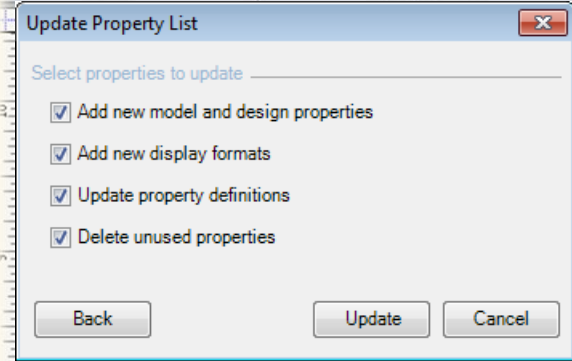 Update Property List
Select properties to update
Add new model and design properties
Add new display formats
Update property definitions
Delete unused properties
Back Update Cancel